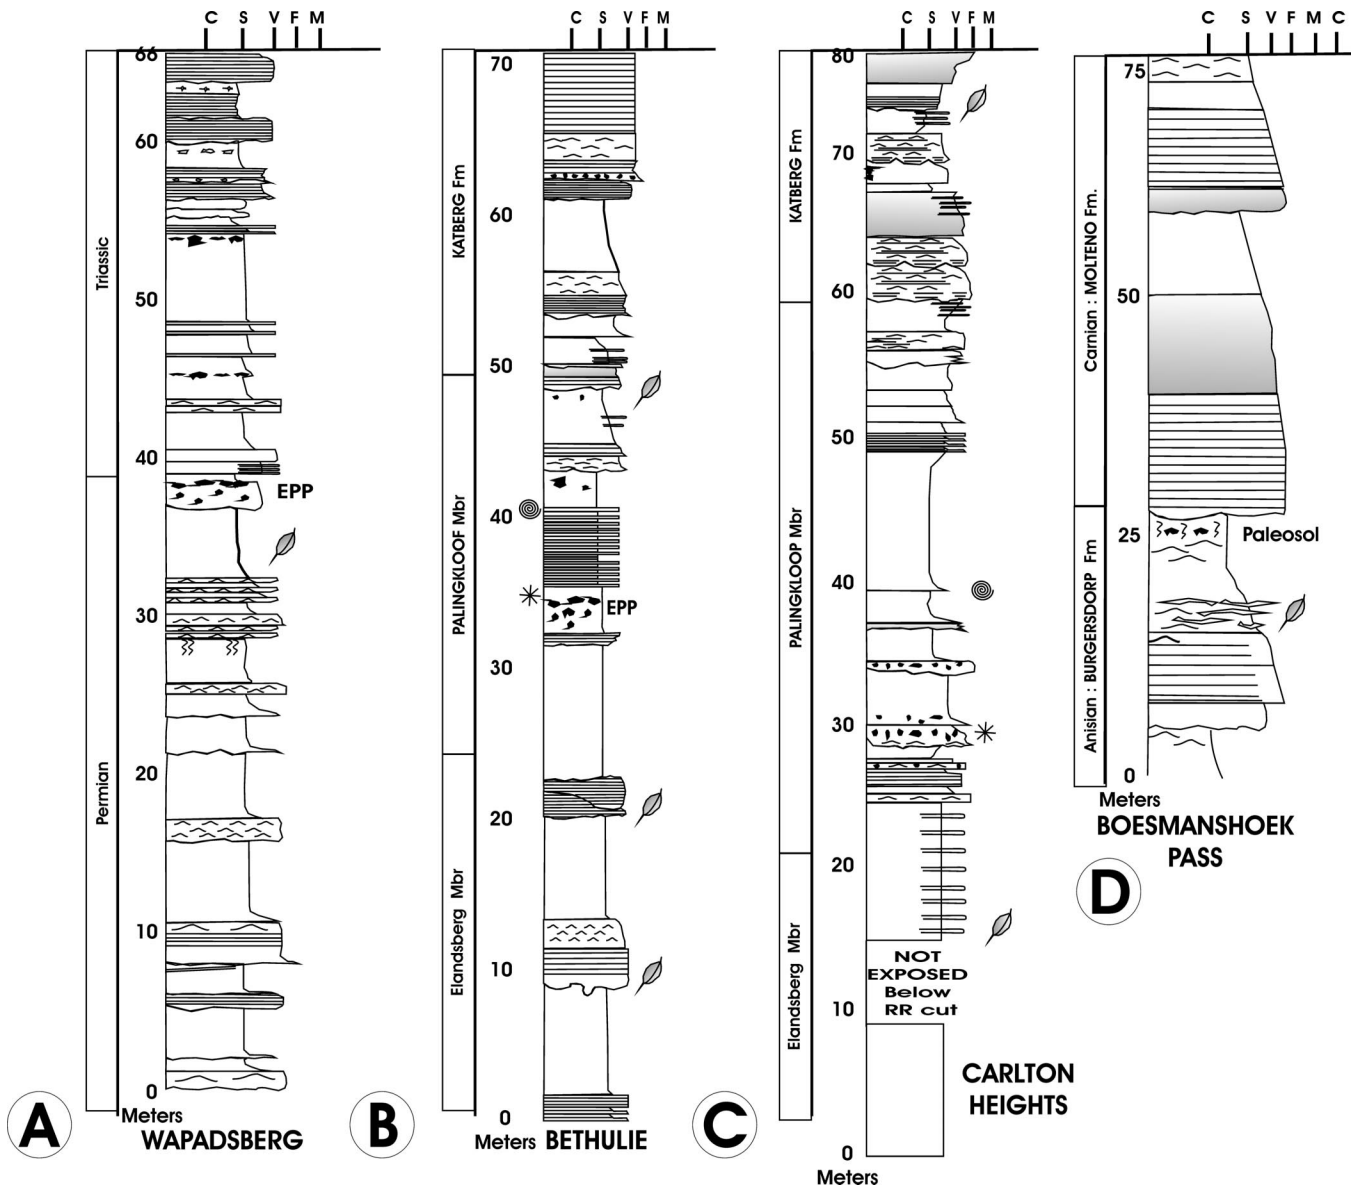 C S V F M
66
60
50
40
30
20
10
0
Triassic
Permian
EPP
Meters
A
WAPADSBERG
C S V F M
70
60
50
40
30
20
10
0
KATBERG Fm
PALINGKLOOF Mbr
Elandsberg Mbr
EPP
Meters
B
BETHULIE
C S V F M
80
70
60
50
40
30
20
10
0
KATBERG Fm
PALINGKLOOP Mbr
Elandsberg Mbr
NOT
EXPOSED
Below
RR cut
Meters
C
CARLTON
HEIGHTS
C S V F M C
75
50
25
0
Carnian : MOLTENO Fm.
Anisian : BURGERSDORP Fm
Paleosol
Meters
BOESMANSHOEK
PASS
D